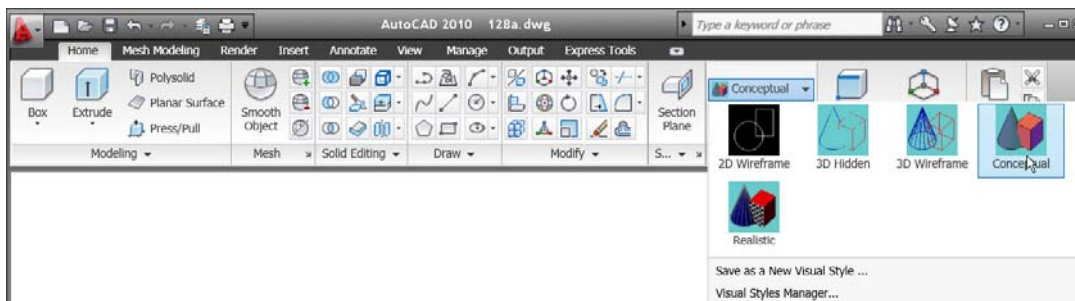 AutoCAD 2010 128a.dwg Type a keyword or phrase
Home Mesh Modeling Render Insert Annotate View Manage Output Express Tools
Box Extrude Polysolid
Planar Surface
Press/Pull
Smooth Object
Section Plane
Conceptual
Modeling Mesh Solid Editing Draw Modify S...
2D Wireframe 3D Hidden 3D Wireframe Conceptual
Realistic
Save as a New Visual Style ...
Visual Styles Manager...